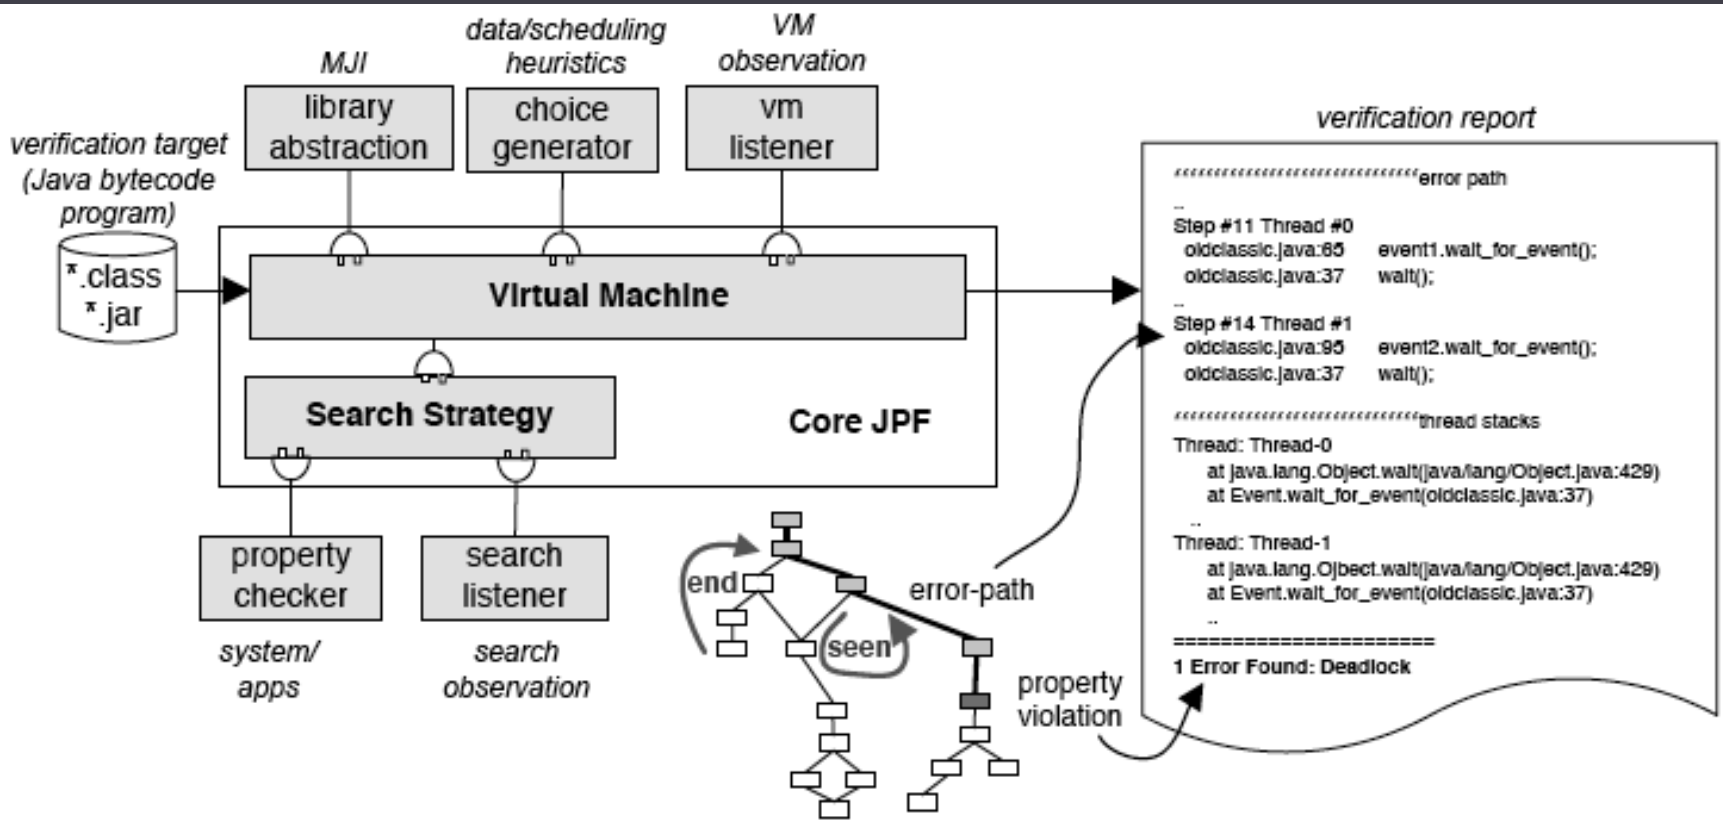 MJI
data/scheduling
heuristics
VM
observation
library
abstraction
choice
generator
vm
listener
verification target
(Java bytecode
program)
*.class
*.jar
Virtual Machine
Search Strategy
Core JPF
property
checker
search
listener
system/
apps
search
observation
end
seen
error-path
property
violation
verification report
error path
..
Step #11 Thread #0
oldclassic.java:65 event1.wait_for_event();
oldclassic.java:37 wait();
..
Step #14 Thread #1
oldclassic.java:95 event2.wait_for_event();
oldclassic.java:37 wait();
thread stacks
Thread: Thread-0
at java.lang.Object.wait(java/lang/Object.java:429)
at Event.wait_for_event(oldclassic.java:37)
..
Thread: Thread-1
at java.lang.Ojbect.wait(java/lang/Object.java:429)
at Event.wait_for_event(oldclassic.java:37)
..
======================
1 Error Found: Deadlock